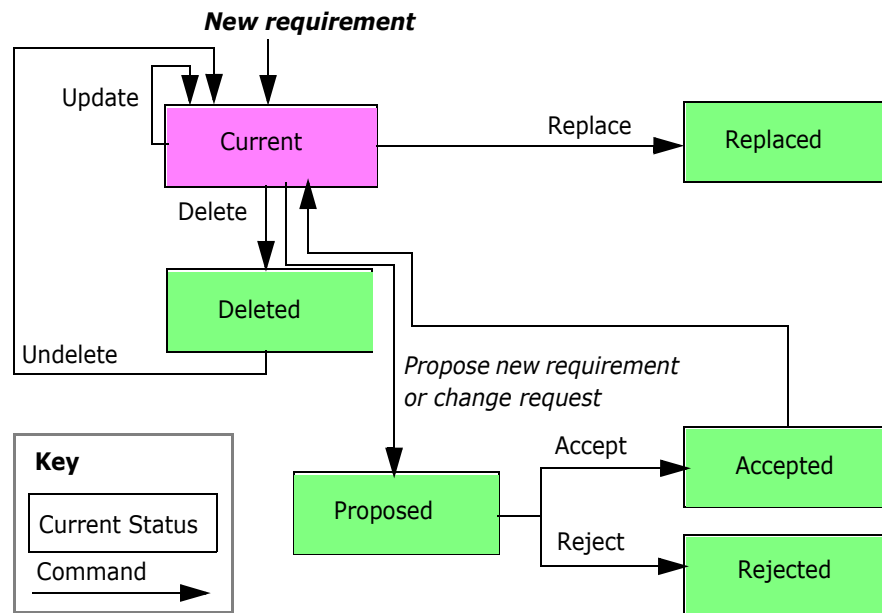 New requirement
Update
Current
Replace
Replaced
Delete
Deleted
Undelete
Propose new requirement
or change request
Key
Current Status
Command
Accept
Accepted
Proposed
Reject
Rejected